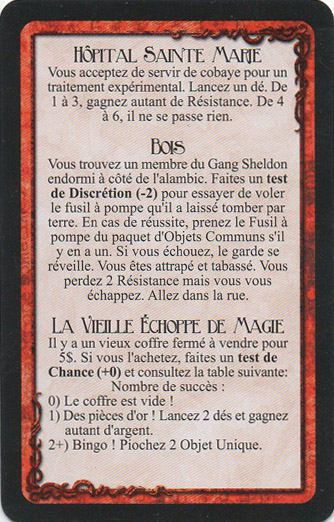 Hôpital Sainte Marie
Vous acceptez de servir de cobaye pour un
traitement expérimental. Lancez un dé. De
1 à 3, gagnez autant de Résistance. De 4
à 6, il ne se passe rien.
Bois
Vous trouvez un membre du Gang Sheldon
endormi à côté de l'alambic. Faites un test
de Discrétion (-2) pour essayer de voler
le fusil à pompe qu'il a laissé tomber par
terre. En cas de réussite, prenez le Fusil à
pompe du paquet d'Objets Communs s'il
y en a un. Si vous échouez, le garde se
réveille. Vous êtes attrapé et tabassé. Vous
perdez 2 Résistance mais vous vous
échappez. Allez dans la rue.
La Vieille Échoppe de Magie
Il y a un vieux coffre fermé à vendre pour
5$. Si vous l'achetez, faites un test de
Chance (+0) et consultez la table suivante:
Nombre de succès :
0) Le coffre est vide !
1) Des pièces d'or ! Lancez 2 dés et gagnez
autant d'argent.
2+) Bingo ! Piochez 2 Objet Unique.